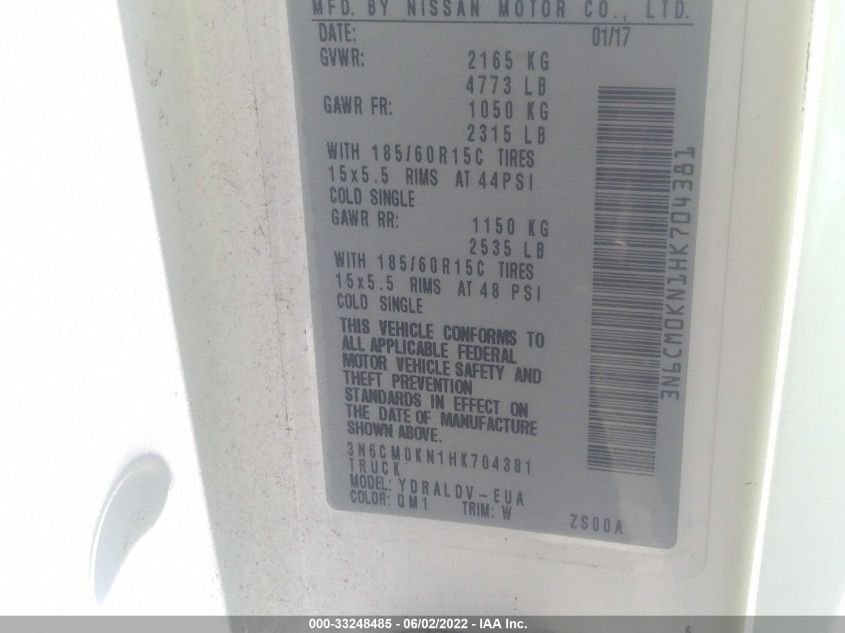 MFD. BY NISSAN MOTOR CO., LTD.
DATE: 01/17
GVWR: 2165 KG
4773 LB
GAWR FR: 1050 KG
2315 LB
WITH 185/60R15C TIRES
15x5.5 RIMS AT 44PSI
COLD SINGLE
GAWR RR: 1150 KG
2535 LB
WITH 185/60R15C TIRES
15x5.5 RIMS AT 48 PSI
COLD SINGLE
THIS VEHICLE CONFORMS TO
ALL APPLICABLE FEDERAL
MOTOR VEHICLE SAFETY AND
THEFT PREVENTION
STANDARDS IN EFFECT ON
THE DATE OF MANUFACTURE
SHOWN ABOVE.
3N6CM0KN1HK704381
TRUCK
MODEL: YDRALDV-EUA
COLOR: QM1 TRIM: W
ZS00A
3N6CM0KN1HK704381
000-33248485 - 06/02/2022 - IAA Inc.